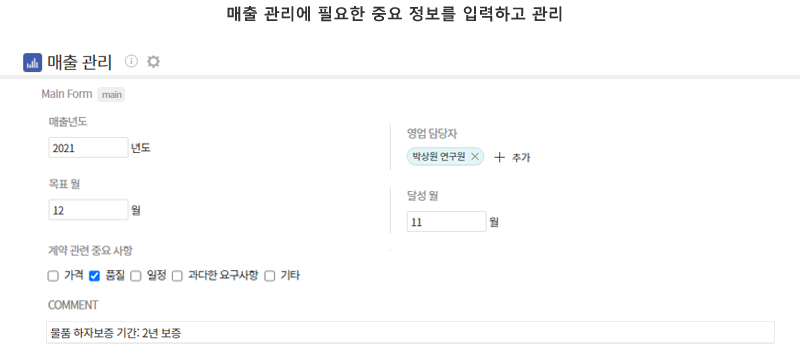 매출 관리에 필요한 중요 정보를 입력하고 관리
매출 관리
Main Form main
매출년도
2021 년도
영업 담당자
박상원 연구원 × + 추가
목표 월
12 월
달성 월
11 월
계약 관련 중요 사항
가격 품질 일정 과다한 요구사항 기타
COMMENT
물품 하자보증 기간: 2년 보증